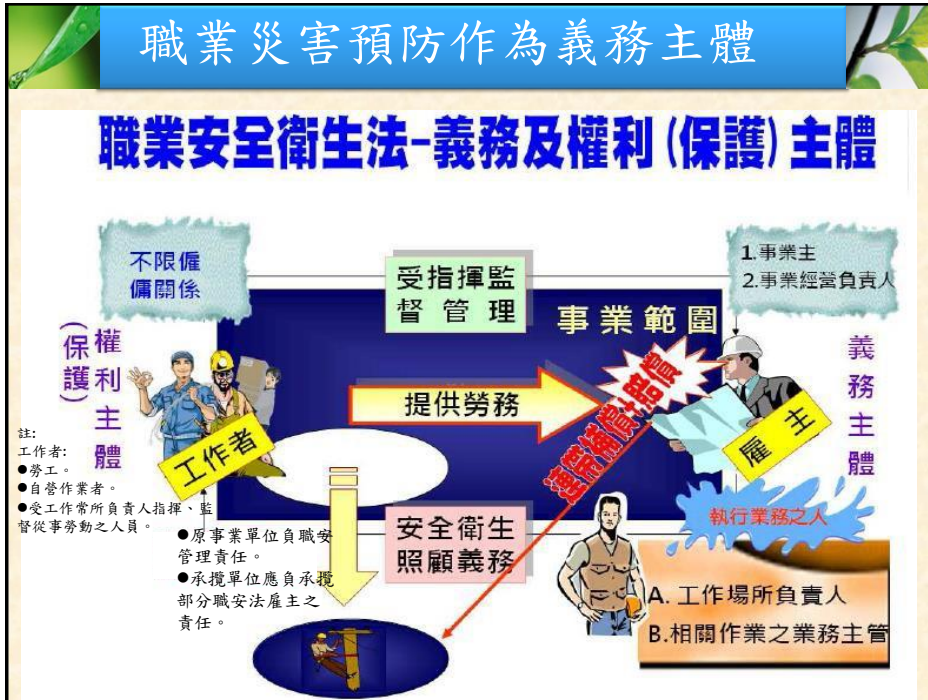 職業災害預防作為義務主體
職業安全衛生法-義務及權利(保護)主體
不限僱
傭關係
受指揮監
督管理
1.事業主
2.事業經營負責人
事業範圍
權利主體
(保護)
義務主體
提供勞務
連帶補償+賠償
工作者
雇主
註:
工作者:
●勞工。
●自營作業者。
●受工作常所負責人指揮、監
督從事勞動之人員。
●原事業單位負職安
管理責任。
●承攬單位應負承攬
部分職安法雇主之
責任。
安全衛生
照顧義務
執行業務之人
A. 工作場所負責人
B.相關作業之業務主管